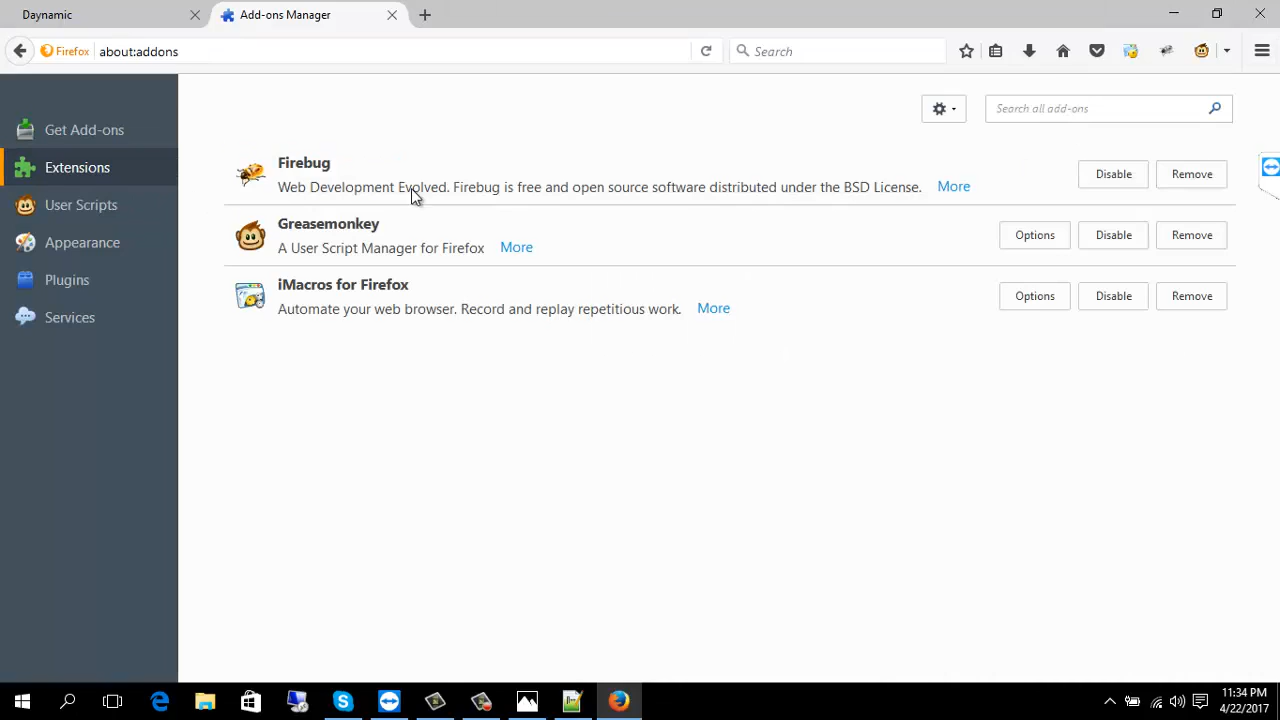 Daynamic
Add-ons Manager
Firefox
about:addons
Search
Get Add-ons
Extensions
User Scripts
Appearance
Plugins
Services
Search all add-ons
Firebug
Web Development Evolved. Firebug is free and open source software distributed under the BSD License. More
Disable
Remove
Greasemonkey
A User Script Manager for Firefox More
Options
Disable
Remove
iMacros for Firefox
Automate your web browser. Record and replay repetitious work. More
Options
Disable
Remove
11:34 PM
4/22/2017